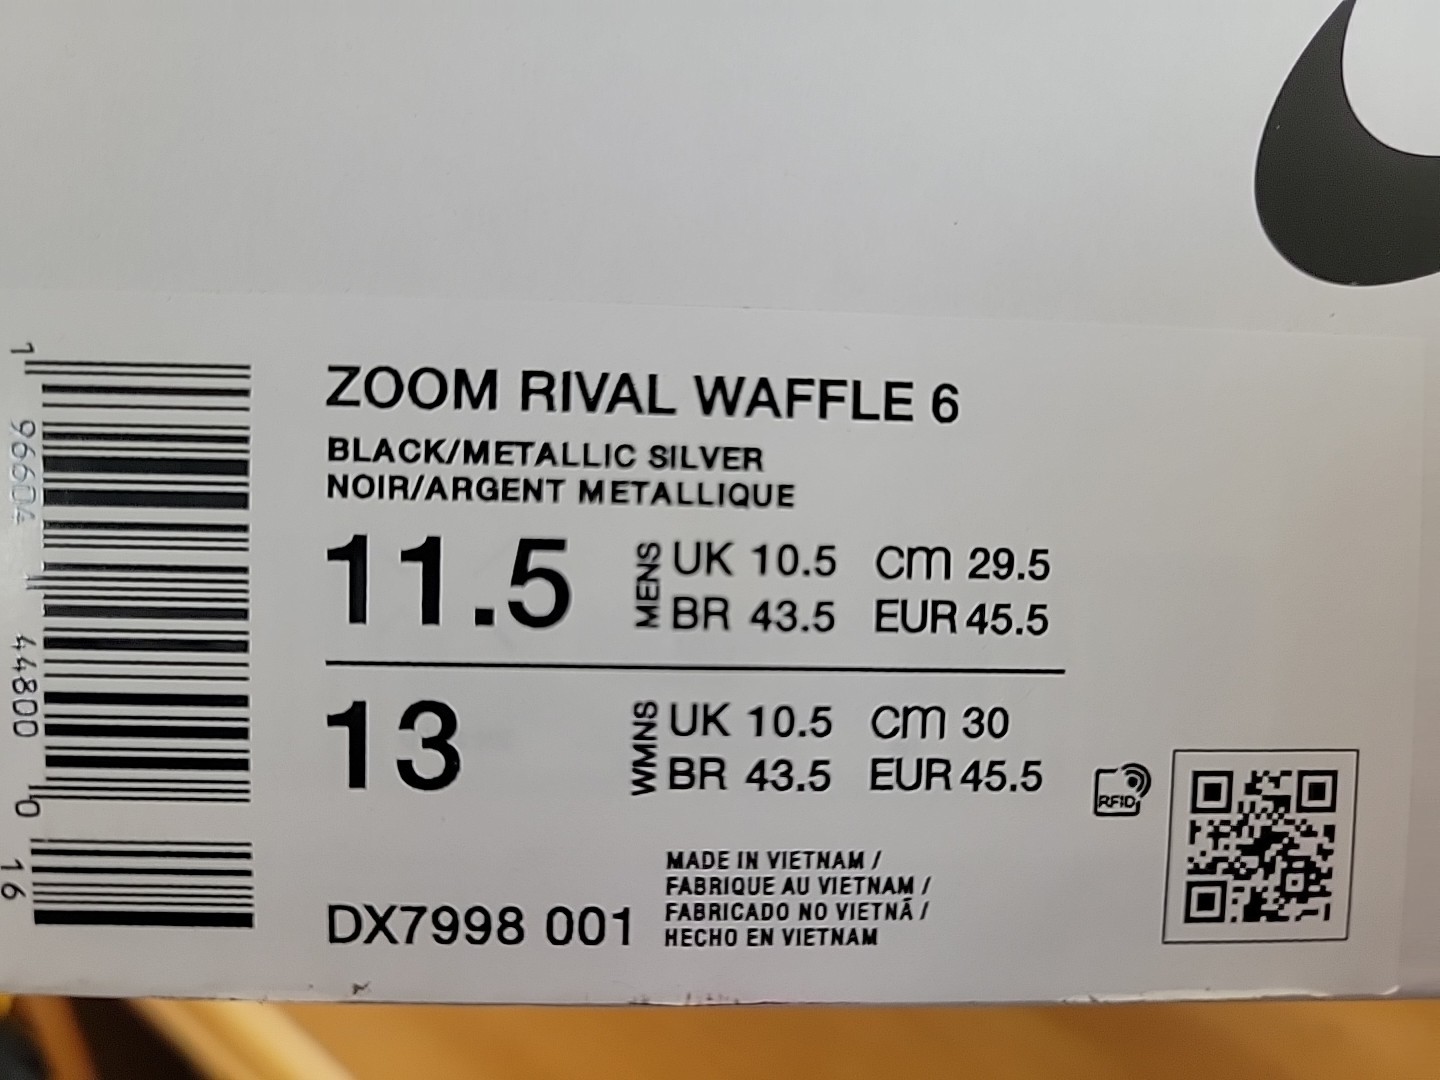 1 96604 44800 0 16
ZOOM RIVAL WAFFLE 6
BLACK/METALLIC SILVER
NOIR/ARGENT METALLIQUE
11.5
MENS
UK 10.5 CM 29.5
BR 43.5 EUR 45.5
13
WMNS
UK 10.5 CM 30
BR 43.5 EUR 45.5
RFID
DX7998 001
MADE IN VIETNAM /
FABRIQUE AU VIETNAM /
FABRICADO NO VIETNÃ /
HECHO EN VIETNAM